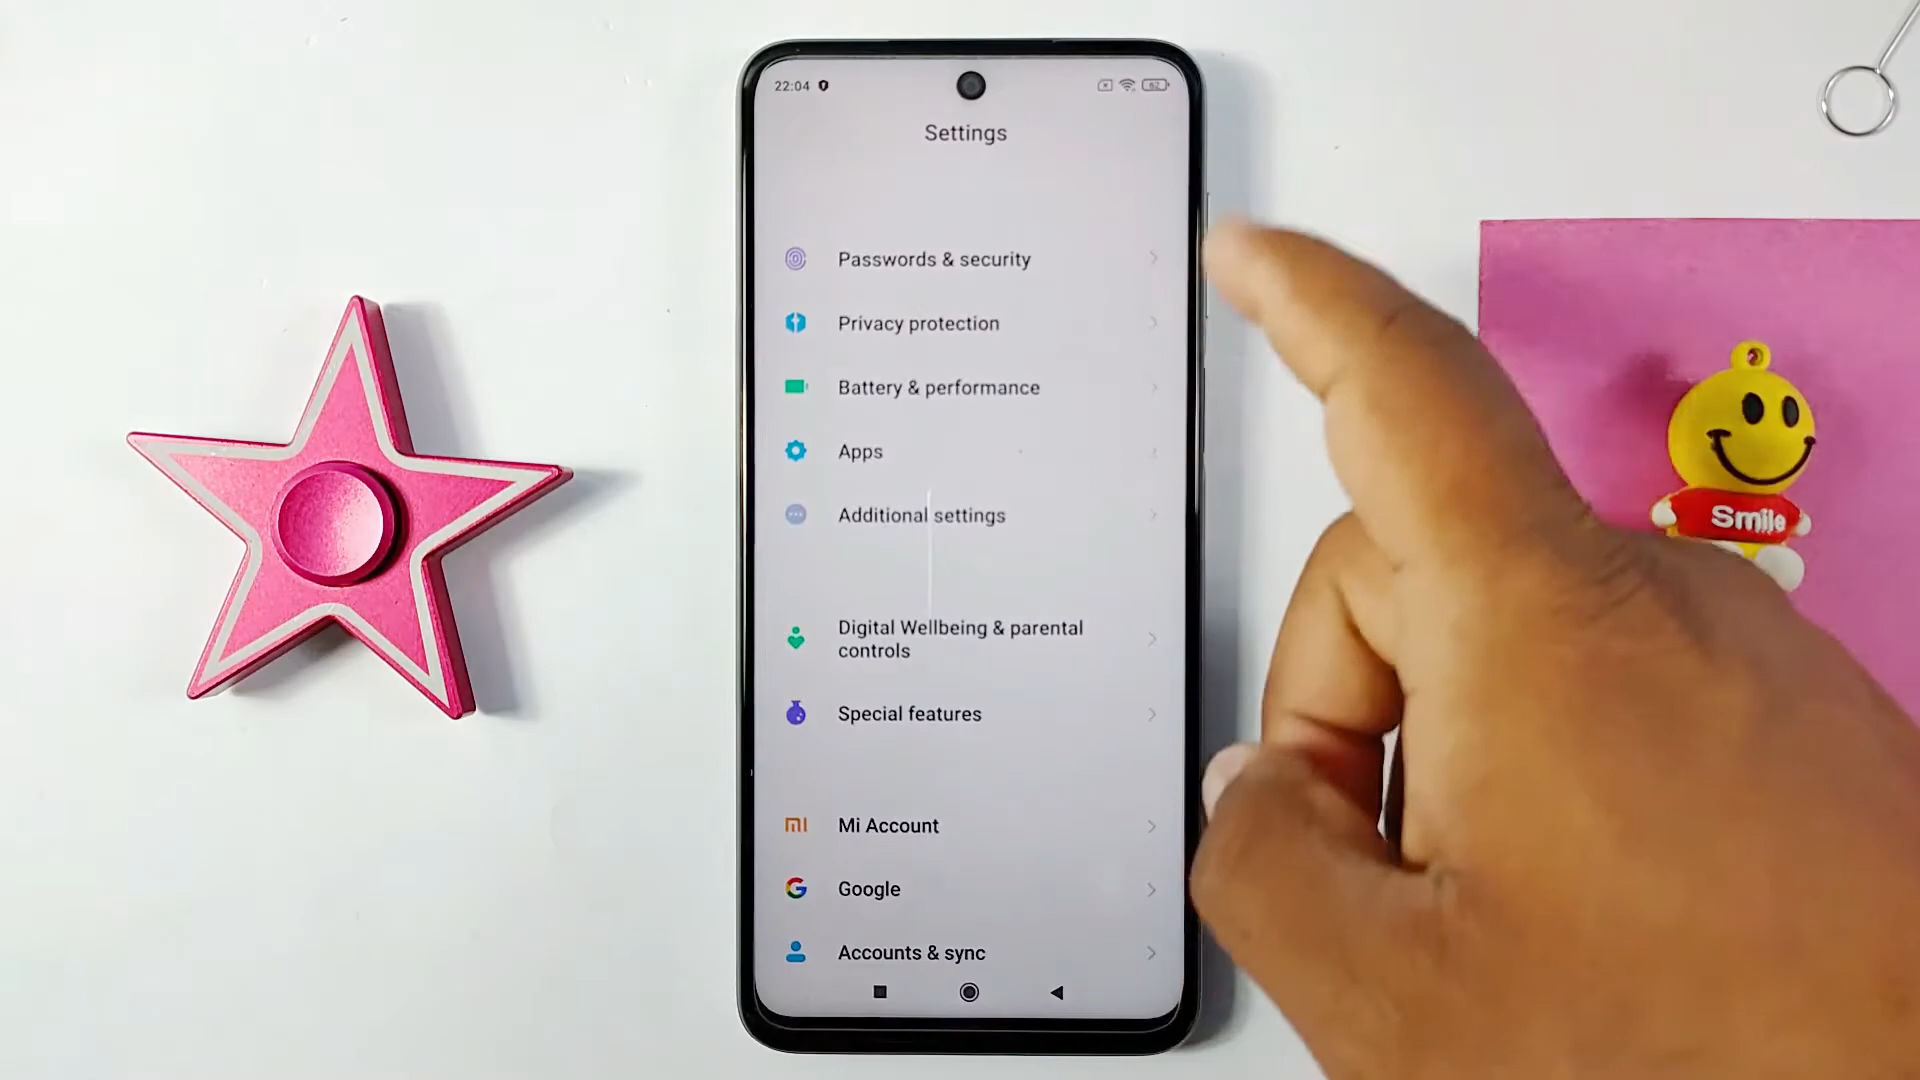 22:04
62
Settings
Passwords & security
Privacy protection
Battery & performance
Apps
Additional settings
Digital Wellbeing & parental
controls
Special features
Mi Account
Google
Accounts & sync
Smile